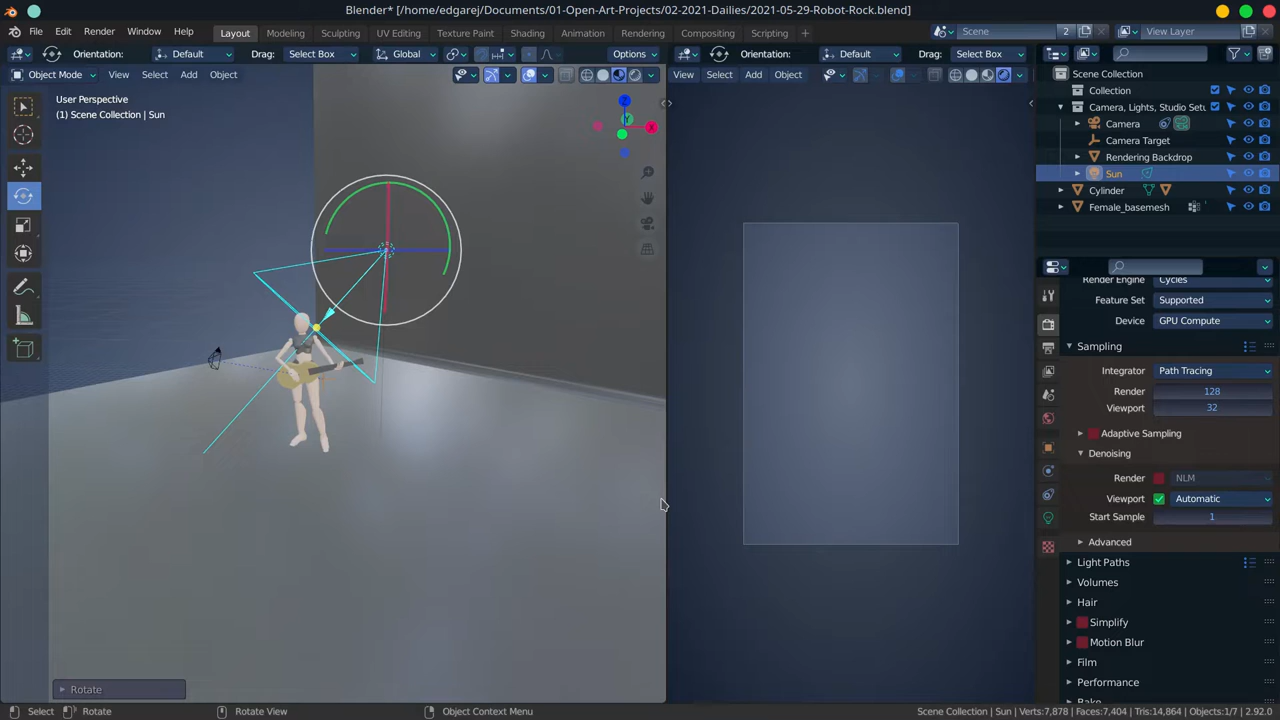 Blender* [/home/edgarej/Documents/01-Open-Art-Projects/02-2021-Dailies/2021-05-29-Robot-Rock.blend]
File Edit Render Window Help Layout Modeling Sculpting UV Editing Texture Paint Shading Animation Rendering Compositing Scripting + Scene 2 View Layer
Orientation: Default Drag: Select Box Global Options Orientation: Default Drag: Select Box
Object Mode View Select Add Object View Select Add Object
User Perspective
(1) Scene Collection | Sun
Z
Y
X
Scene Collection
Collection
Camera, Lights, Studio Setu
Camera
Camera Target
Rendering Backdrop
Sun
Cylinder
Female_basemesh
Render Engine Cycles
Feature Set Supported
Device GPU Compute
Sampling
Integrator Path Tracing
Render 128
Viewport 32
Adaptive Sampling
Denoising
Render NLM
Viewport Automatic
Start Sample 1
Advanced
Light Paths
Volumes
Hair
Simplify
Motion Blur
Film
Performance
Bake
Rotate
Select Rotate Rotate View Object Context Menu Scene Collection | Sun | Verts:7,878 | Faces:7,404 | Tris:14,864 | Objects:1/7 | 2.92.0